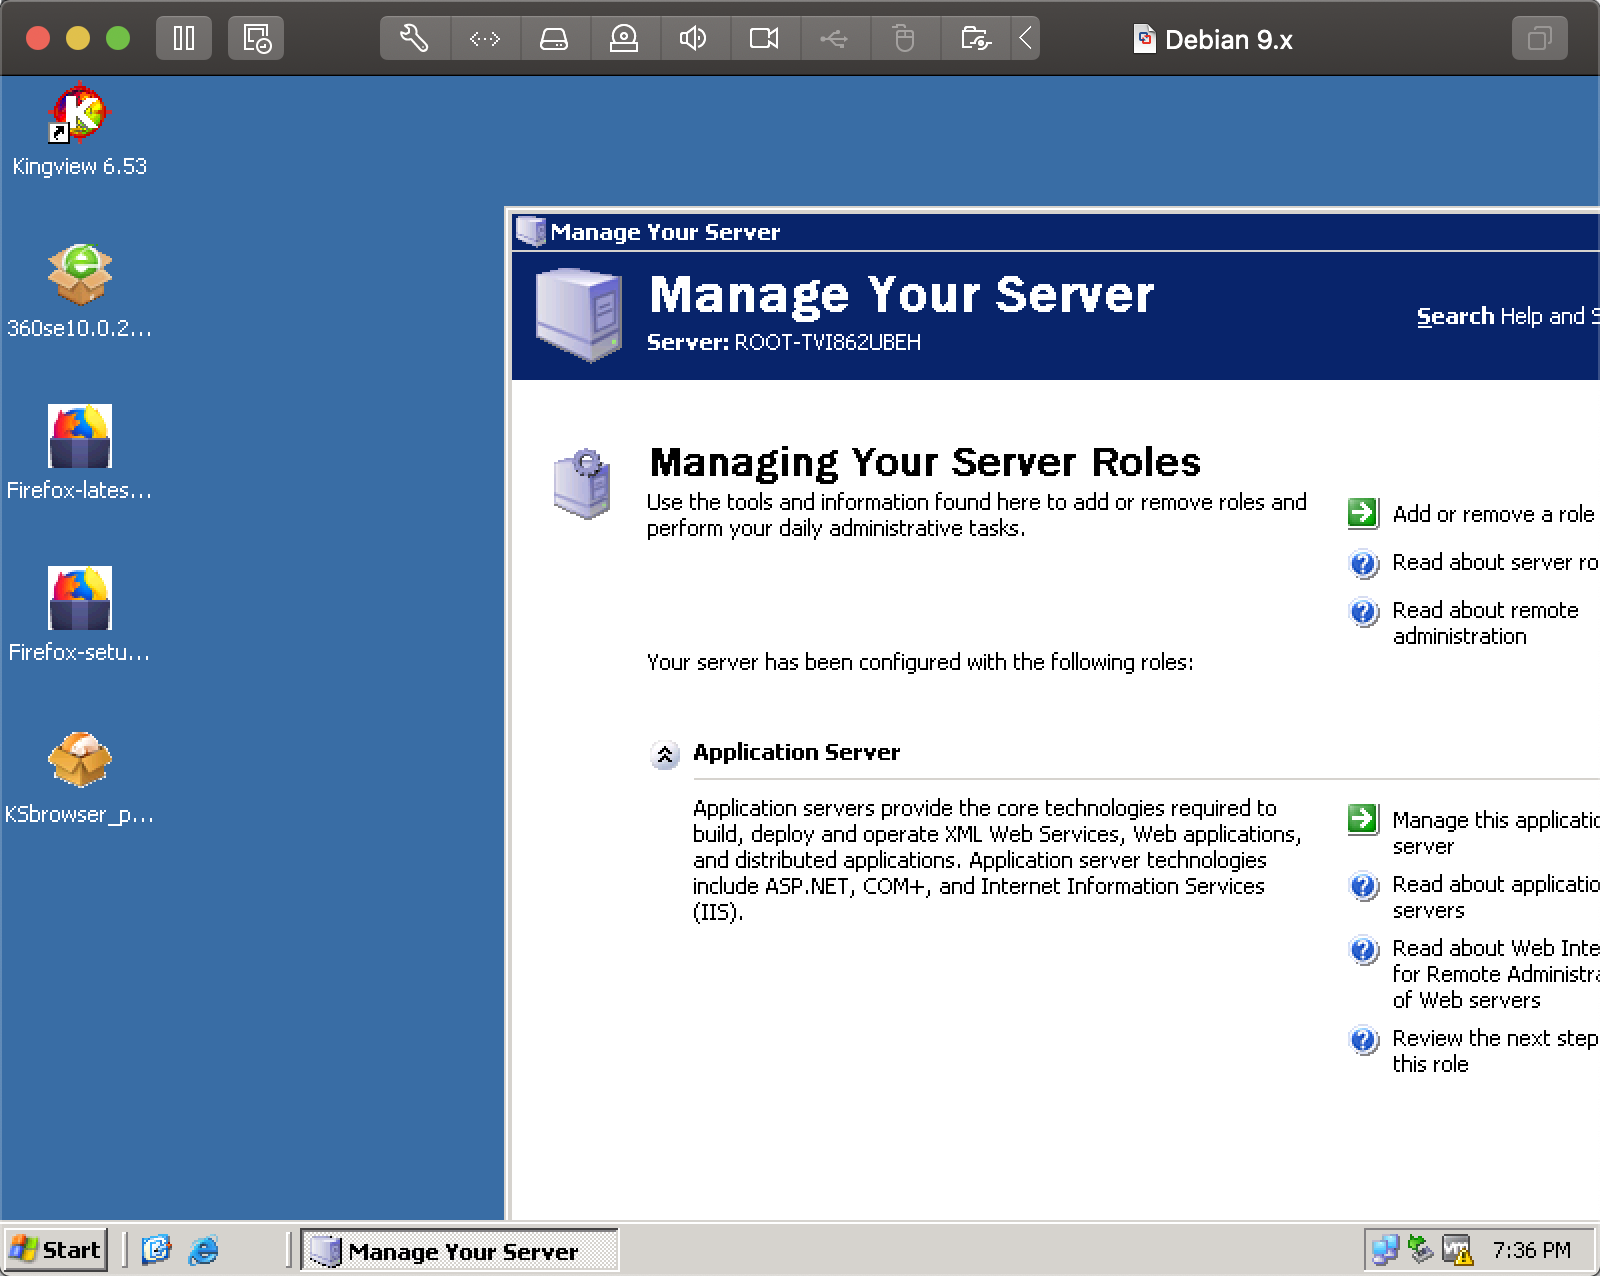 Debian 9.x
Kingview 6.53
360se10.0.2...
Firefox-lates...
Firefox-setu...
KSbrowser_p...
Manage Your Server
Manage Your Server
Server: ROOT-TVI862UBEH
Search Help and S
Managing Your Server Roles
Use the tools and information found here to add or remove roles and
perform your daily administrative tasks.
Add or remove a role
Read about server ro
Read about remote
administration
Your server has been configured with the following roles:
Application Server
Application servers provide the core technologies required to
build, deploy and operate XML Web Services, Web applications,
and distributed applications. Application server technologies
include ASP.NET, COM+, and Internet Information Services
(IIS).
Manage this applicatio
server
Read about applicatio
servers
Read about Web Inte
for Remote Administra
of Web servers
Review the next step
this role
Start
Manage Your Server
7:36 PM